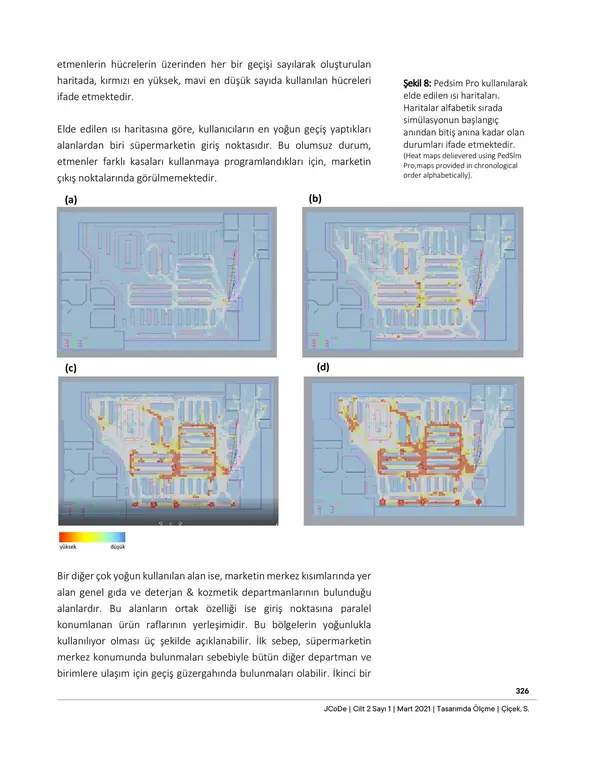 etmenlerin hücrelerin üzerinden her bir geçişi sayılarak oluşturulan
haritada, kırmızı en yüksek, mavi en düşük sayıda kullanılan hücreleri
ifade etmektedir.
Elde edilen ısı haritasına göre, kullanıcıların en yoğun geçiş yaptıkları
alanlardan biri süpermarketin giriş noktasıdır. Bu olumsuz durum,
etmenler farklı kasaları kullanmaya programlandıkları için, marketin
çıkış noktalarında görülmemektedir.
Şekil 8: Pedsim Pro kullanılarak
elde edilen ısı haritaları.
Haritalar alfabetik sırada
simülasyonun başlangıç
anından bitiş anına kadar olan
durumları ifade etmektedir.
(Heat maps delievered using PedSIm
Pro,maps provided in chronological
order alphabetically).
(a)
(b)
(c)
(d)
yüksek düşük
Bir diğer çok yoğun kullanılan alan ise, marketin merkez kısımlarında yer
alan genel gıda ve deterjan & kozmetik departmanlarının bulunduğu
alanlardır. Bu alanların ortak özelliği ise giriş noktasına paralel
konumlanan ürün raflarının yerleşimidir. Bu bölgelerin yoğunlukla
kullanılıyor olması üç şekilde açıklanabilir. İlk sebep, süpermarketin
merkez konumunda bulunmaları sebebiyle bütün diğer departman ve
birimlere ulaşım için geçiş güzergahında bulunmaları olabilir. İkinci bir
326
JCoDe | Cilt 2 Sayı 1 | Mart 2021 | Tasarımda Ölçme | Çiçek, S.